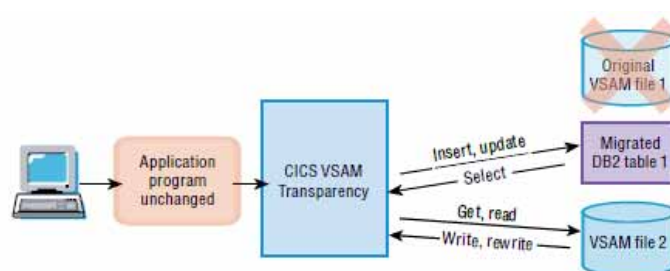 Original
VSAM file 1
Application
program
unchanged
CICS VSAM
Transparency
Insert, update
Select
Migrated
DB2 table 1
Get, read
Write, rewrite
VSAM file 2